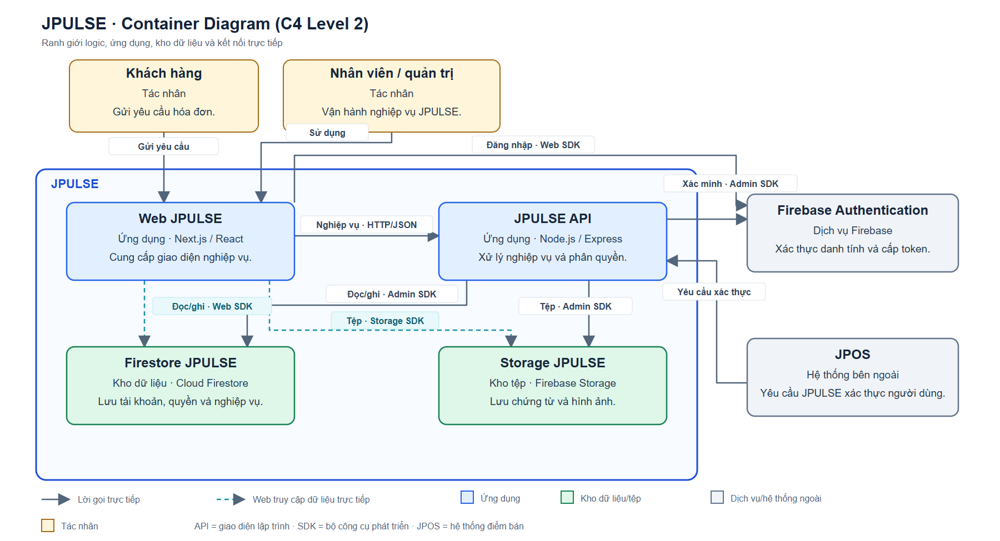 JPULSE · Container Diagram (C4 Level 2)
Ranh giới logic, ứng dụng, kho dữ liệu và kết nối trực tiếp
Khách hàng
Tác nhân
Gửi yêu cầu hóa đơn.
Nhân viên / quản trị
Tác nhân
Vận hành nghiệp vụ JPULSE.
Sử dụng
Gửi yêu cầu
Đăng nhập · Web SDK
Xác minh · Admin SDK
JPULSE
Web JPULSE
Ứng dụng · Next.js / React
Cung cấp giao diện nghiệp vụ.
Nghiệp vụ · HTTP/JSON
JPULSE API
Ứng dụng · Node.js / Express
Xử lý nghiệp vụ và phân quyền.
Firebase Authentication
Dịch vụ Firebase
Xác thực danh tính và cấp token.
Đọc/ghi · Admin SDK
Đọc/ghi · Web SDK
Tệp · Storage SDK
Tệp · Admin SDK
Yêu cầu xác thực
Firestore JPULSE
Kho dữ liệu · Cloud Firestore
Lưu tài khoản, quyền và nghiệp vụ.
Storage JPULSE
Kho tệp · Firebase Storage
Lưu chứng từ và hình ảnh.
JPOS
Hệ thống bên ngoài
Yêu cầu JPULSE xác thực người dùng.
Lời gọi trực tiếp
Web truy cập dữ liệu trực tiếp
Ứng dụng
Kho dữ liệu/tệp
Dịch vụ/hệ thống ngoài
Tác nhân
API = giao diện lập trình · SDK = bộ công cụ phát triển · JPOS = hệ thống điểm bán